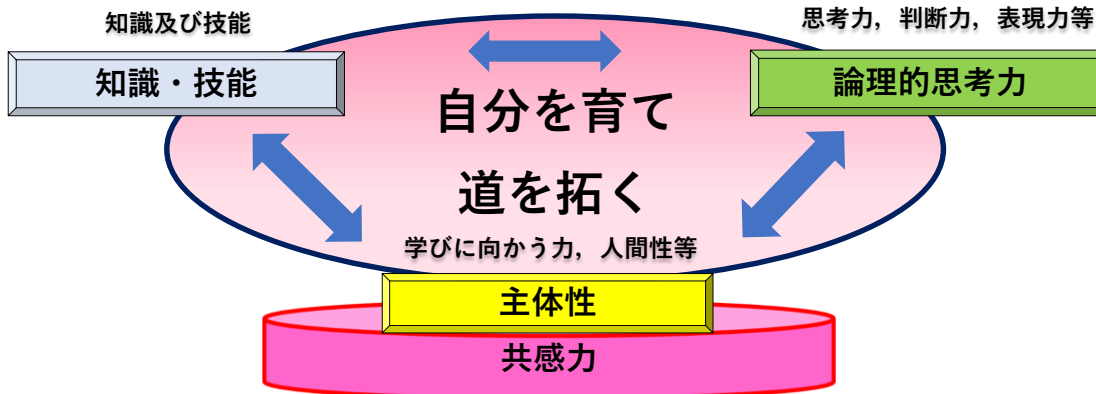 知識及び技能
知識・技能
思考力，判断力，表現力等
論理的思考力
自分を育て
道を拓く
学びに向かう力，人間性等
主体性
共感力